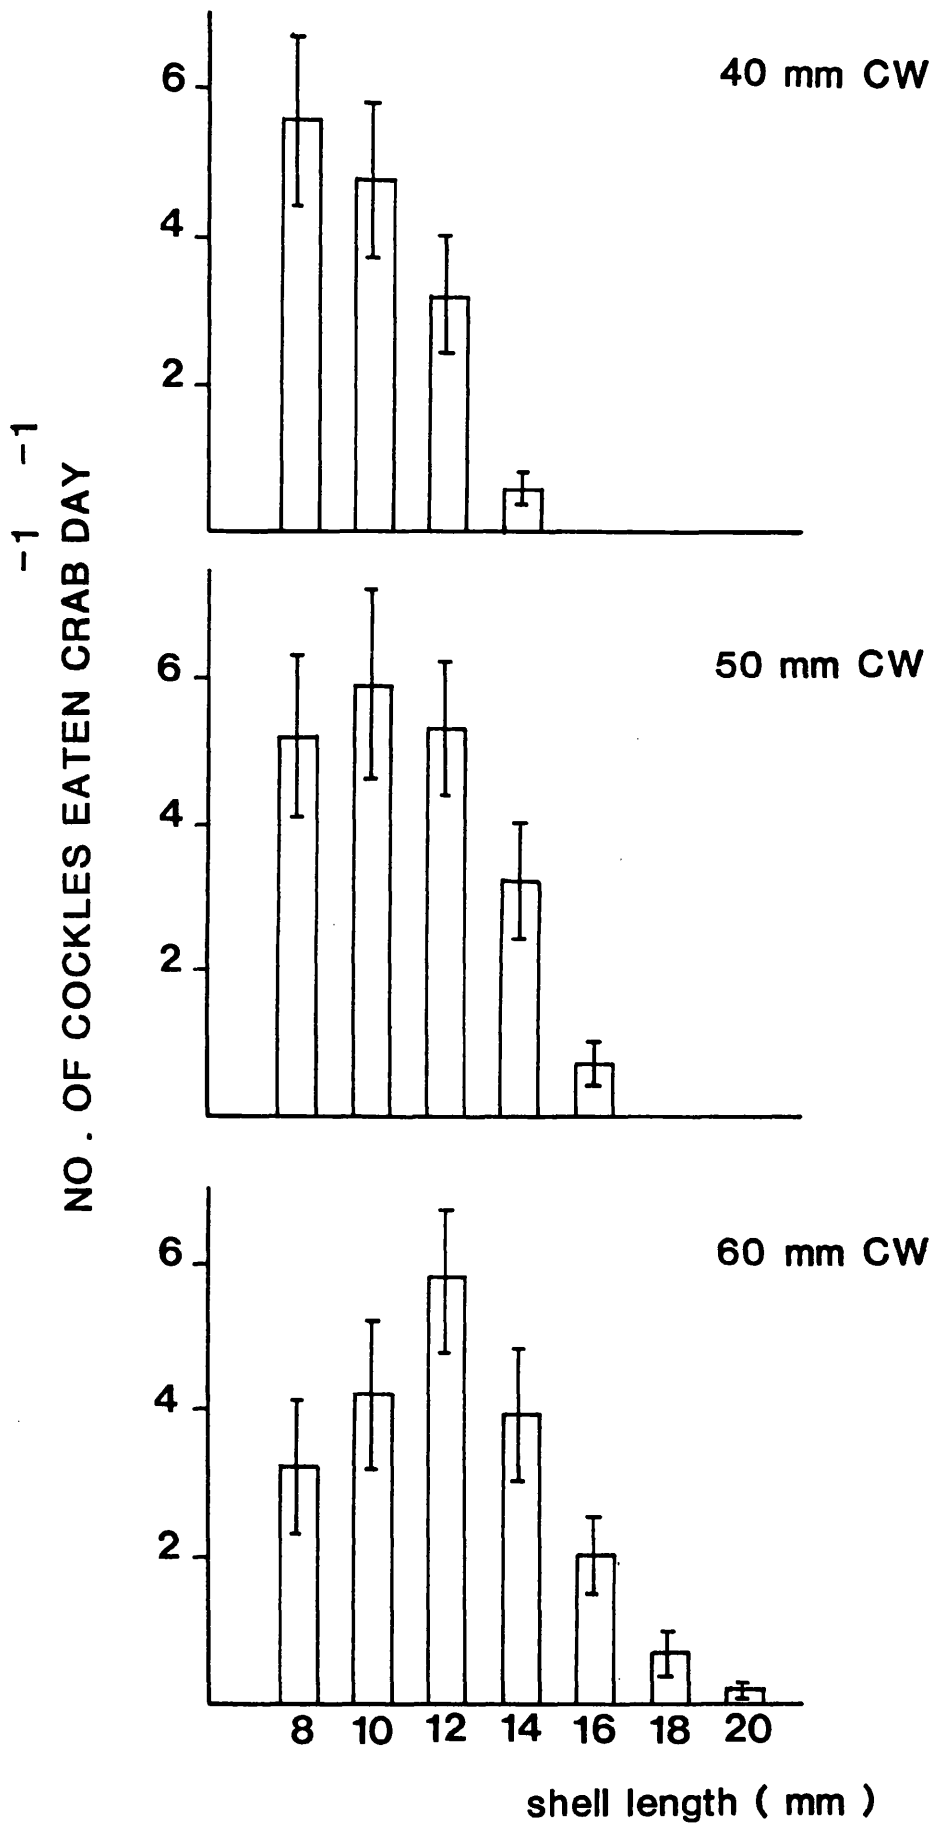 40 mm CW
6
4
2
50 mm CW
6
4
2
60 mm CW
6
4
2
NO. OF COCKLES EATEN CRAB⁻¹ DAY⁻¹
8 10 12 14 16 18 20
shell length ( mm )